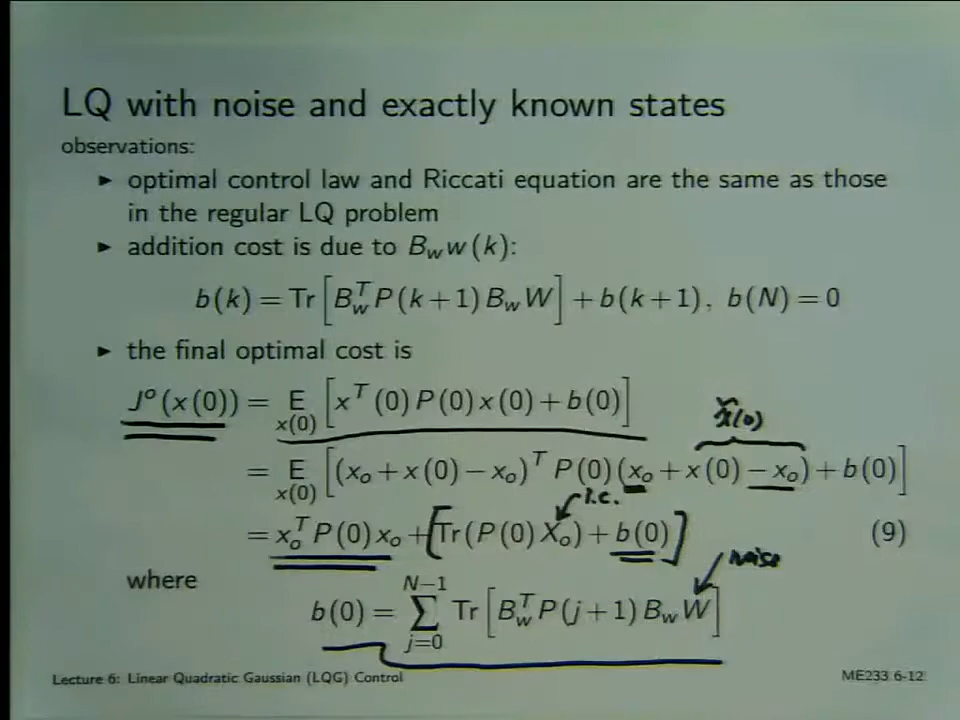 LQ with noise and exactly known states
observations:
► optimal control law and Riccati equation are the same as those
in the regular LQ problem
► addition cost is due to B_w w(k):
b(k) = Tr[B_w^T P(k+1) B_w W] + b(k+1), b(N) = 0
► the final optimal cost is
J^o(x(0)) = E_{x(0)} [x^T(0) P(0) x(0) + b(0)]
x̃(0)
= E_{x(0)} [(x_o + x(0) − x_o)^T P(0) (x_o + x(0) − x_o) + b(0)]
i.c.
= x_o^T P(0) x_o + [Tr(P(0) X_o) + b(0)] (9)
noise
where
b(0) = ∑_{j=0}^{N−1} Tr[B_w^T P(j+1) B_w W]
Lecture 6: Linear Quadratic Gaussian (LQG) Control ME233 6-12